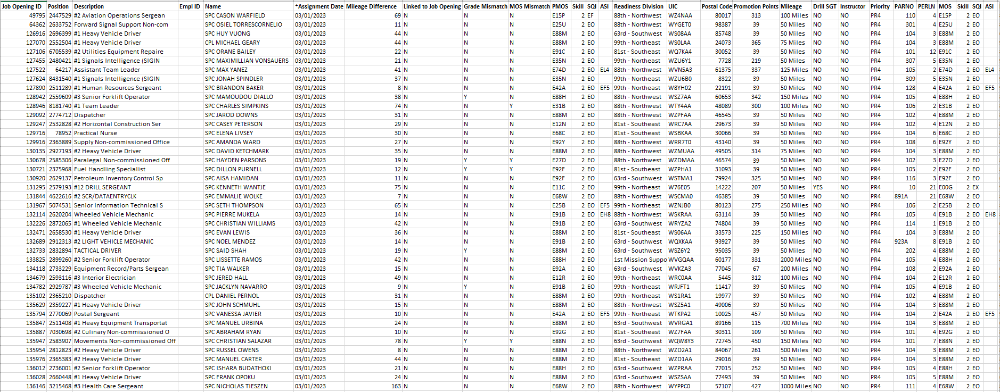 Job Opening ID Position Description Empl ID Name *Assignment Date Mileage Difference Linked to Job Opening Grade Mismatch MOS Mismatch PMOS Skill SQI ASI Readiness Division UIC Postal Code Promotion Points Mileage Drill SGT Instructor Priority PARNO PERLN MOS Skill SQI ASI
49795 2447529 #2 Aviation Operations Sergean SPC CASON WARFIELD 03/01/2023 69 N N N E15P 2 EF 88th - Northwest WZ4NAA 80017 313 100 Miles NO NO PR4 110 4 E15P 2 EO
64362 2633752 Forward Signal Support Non-com SPC OSIEL TORRESCORNELIO 03/01/2023 11 N N N E25U 2 EO 88th - Northwest WYGET0 98387 39 50 Miles NO NO PR4 301 4 E25U 2 EO
126916 2696399 #1 Heavy Vehicle Driver SPC HUY VUONG 03/01/2023 44 N N N E88M 2 EO 63rd - Southwest WS08AA 85748 39 50 Miles NO NO PR4 104 3 E88M 2 EO
127070 2552504 #1 Heavy Vehicle Driver CPL MICHAEL GEARY 03/01/2023 44 N N N E88M 2 EO 99th - Northeast WS0LAA 24073 365 75 Miles NO NO PR4 104 3 E88M 2 EO
127106 6705539 #2 Utilities Equipment Repaire SPC ORANE BAILEY 03/01/2023 22 N N N E91C 2 EO 81st - Southeast WQ7KA4 30052 39 50 Miles NO NO PR4 101 12 E91C 2 EO
127455 2480421 #1 Signals Intelligence (SIGIN SPC MAXIMILLIAN VONSAUERS 03/01/2023 21 N N N E35N 2 EO 99th - Northeast WZU6Y1 7728 219 50 Miles NO NO PR4 307 5 E35N 2 EO
127522 64217 Assistant Team Leader SPC MAX YANEZ 03/01/2023 41 N N N E74D 2 EO EL4 88th - Northwest WVN5A3 61375 337 125 Miles NO NO PR4 105 2 E74D 2 EO EL4
127624 8431540 #1 Signals Intelligence (SIGIN SPC JONAH SPINDLER 03/01/2023 37 N N N E35N 2 EO 99th - Northeast WZU6B0 8322 39 50 Miles NO NO PR4 309 5 E35N 2 EO
127890 2511289 #1 Human Resources Sergeant SPC BRANDON BAKER 03/01/2023 8 N N N E42A 2 EO EF5 99th - Northeast W8YH02 22191 39 50 Miles NO NO PR4 128 4 E42A 2 EO EF5
128942 2559609 #3 Senior Forklift Operator SPC MAMOUDOU DIALLO 03/01/2023 38 N Y N E88H 2 EO 88th - Northwest WSZ7AA 60653 342 150 Miles NO NO PR4 105 4 E88H 2 EO
128946 8181740 #1 Team Leader SPC CHARLES SIMPKINS 03/01/2023 74 N N Y E31B 2 EO 88th - Northwest WTY4AA 48089 300 100 Miles NO NO PR4 106 2 E31B 2 EO
129092 2774712 Dispatcher SPC JAROD DOWNS 03/01/2023 31 N N N E88M 2 EO 88th - Northwest WZPFAA 46545 39 50 Miles NO NO PR4 102 4 E88M 2 EO
129247 2532828 #2 Horizontal Construction Ser SPC CASEY PETERSON 03/01/2023 29 N N N E12N 2 EO 81st - Southeast WRC7AA 29673 39 50 Miles NO NO PR4 102 4 E12N 2 EO
129716 78952 Practical Nurse SPC ELENA LIVSEY 03/01/2023 30 N N N E68C 2 EO 81st - Southeast WSBKAA 30066 39 50 Miles NO NO PR4 104 6 E68C 2 EO
129916 2363889 Supply Non-commissioned Office SPC AMANDA WARD 03/01/2023 27 N N N E92Y 2 EO 88th - Northwest WRR7T0 43140 39 50 Miles NO NO PR4 108 6 E92Y 2 EO
130135 2927193 #2 Heavy Vehicle Driver SPC DAVID KETCHMARK 03/01/2023 35 N N N E88M 2 EO 88th - Northwest WZMUAA 49505 314 75 Miles NO NO PR4 104 3 E88M 2 EO
130678 2585306 Paralegal Non-commissioned Off SPC HAYDEN PARSONS 03/01/2023 19 N Y Y E27D 2 EO 88th - Northwest WZDMAA 46574 39 50 Miles NO NO PR4 102 3 E27D 2 EO
130721 2375968 Fuel Handling Specialist SPC DILLON PURNELL 03/01/2023 12 N Y Y E92F 2 EO 81st - Southeast WZPHA1 31093 39 50 Miles NO NO PR4 105 2 E92F 2 EO
130920 2629137 Petroleum Inventory Control Sp SPC AISA HAMIDAN 03/01/2023 11 N N N E92F 2 EO 63rd - Southwest WSTMA1 79924 325 50 Miles NO NO PR4 116 3 E92F 2 EO
131295 2579193 #12 DRILL SERGEANT SPC KENNETH WANTJE 03/01/2023 75 N N N E11C 2 EO 99th - Northeast W76E05 14222 207 50 Miles YES NO PR4 10 21 E00G 2 EX
131844 4622616 #2 SCR/DATAENTRYCLK SPC EMMALIE WOLKE 03/01/2023 7 N N N E68W 2 EO 88th - Northwest WSCMA0 46385 39 50 Miles NO NO PR4 891A 21 E68W 2 EO
131967 5074531 Senior Information Technical S SPC SETH THOMPSON 03/01/2023 65 N N N E25B 2 EO EF5 99th - Northeast WZNJB0 80123 275 250 Miles NO NO PR4 106 2 E25B 2 EO
132114 2620204 Wheeled Vehicle Mechanic SPC PIERRE MUKELA 03/01/2023 14 N N N E91B 2 EO EH8 88th - Northwest WSKRAA 63114 39 50 Miles NO NO PR4 105 4 E91B 2 EO EH8
132226 2872065 #1 Wheeled Vehicle Mechanic SPC CHRISTIAN WILLIAMS 03/01/2023 42 N N N E91B 2 EO 63rd - Southwest WRYZA2 74804 39 50 Miles NO NO PR4 114 1 E91B 2 EO
132471 2658530 #1 Heavy Vehicle Driver SPC EVAN LEWIS 03/01/2023 36 N N N E88M 2 EO 81st - Southeast WS06AA 33573 225 150 Miles NO NO PR4 104 3 E88M 2 EO
132689 2912313 #2 LIGHT VEHICLE MECHANIC SPC NOEL MENDEZ 03/01/2023 14 N N N E91B 2 EO 63rd - Southwest WQXKAA 93927 39 50 Miles NO NO PR4 923A 8 E91B 2 EO
132733 2832894 TACTICAL DRIVER SPC SAID SHAH 03/01/2023 19 N Y N E88M 2 EO 63rd - Southwest WSZ6Y2 95035 39 50 Miles NO NO PR4 202 4 E88M 2 EO
133825 2899260 #2 Senior Forklift Operator SPC LISSETTE RAMOS 03/01/2023 42 N N N E88H 2 EO 1st Mission Suppo WVGQAA 60177 331 2000 Miles NO NO PR4 105 4 E88H 2 EO
134118 2733229 Equipment Record/Parts Sergean SPC TIA WALKER 03/01/2023 15 N N N E92A 2 EO 63rd - Southwest WVKZA3 77045 67 200 Miles NO NO PR4 108 2 E92A 2 EO
134679 2593116 #3 Interior Electrician SPC JERED HALL 03/01/2023 49 N N N E12R 2 EO 99th - Northeast WRC0AA 5445 312 100 Miles NO NO PR4 104 2 E12R 2 EO
134782 2929787 #3 Wheeled Vehicle Mechanic SPC JACKLYN NAVARRO 03/01/2023 9 N Y N E91B 2 EO 99th - Northeast WRJFT1 11417 39 50 Miles NO NO PR4 105 4 E91B 2 EO
135102 2365210 Dispatcher CPL DANIEL PERNOL 03/01/2023 31 N N N E88M 2 EO 99th - Northeast WS1RA1 19977 39 50 Miles NO NO PR4 102 4 E88M 2 EO
135629 2359227 #1 Heavy Vehicle Driver SPC JOHN SCHMUHL 03/01/2023 15 N N N E88M 2 EO 88th - Northwest WSZ5A1 49006 39 50 Miles NO NO PR4 104 3 E88M 2 EO
135794 2770069 Postal Sergeant SPC VANESSA JAVIER 03/01/2023 10 N N N E42A 2 EO EF5 99th - Northeast WTKPA2 10025 457 50 Miles NO NO PR4 104 2 E42A 2 EO EF5
135847 2511408 #1 Heavy Equipment Transportat SPC MANUEL URBINA 03/01/2023 24 N N N E88M 2 EO 63rd - Southwest WVRGA1 89166 115 700 Miles NO NO PR4 104 3 E88M 2 EO
135887 7030698 #2 Culinary Non-commissioned O SPC ABRAHAM RYAN 03/01/2023 10 N N N E92G 2 EO 81st - Southeast WZ7FAA 30311 109 50 Miles NO NO PR4 101 4 E92G 2 EO
135947 2583907 Movements Non-commissioned Off SPC CHRISTIAN SALAZAR 03/01/2023 78 N Y Y E88N 2 EO 63rd - Southwest WQW8Y3 72745 450 150 Miles NO NO PR4 101 7 E88N 2 EO
135954 2812823 #2 Heavy Vehicle Driver SPC RUSSEL OWENS 03/01/2023 8 N N N E88M 2 EO 88th - Northwest WZD2A1 84067 261 500 Miles NO NO PR4 104 3 E88M 2 EO
135976 2365383 #2 Heavy Vehicle Driver SPC MANUEL CARTER 03/01/2023 44 N N N E88M 2 EO 81st - Southeast WZD1AA 29016 39 50 Miles NO NO PR4 104 3 E88M 2 EO
136012 2736001 #2 Senior Forklift Operator SPC ISHARA BUDATHOKI 03/01/2023 21 N N N E88H 2 EO 63rd - Southwest WZPRAA 77015 252 50 Miles NO NO PR4 105 4 E88H 2 EO
136028 2660448 #1 Heavy Vehicle Driver SPC FRANK OPOKU 03/01/2023 24 N N N E88M 2 EO 63rd - Southwest WSZSAA 77493 39 50 Miles NO NO PR4 105 5 E88M 2 EO
136146 3215468 #3 Health Care Sergeant SPC NICHOLAS TIESZEN 03/01/2023 163 N N N E68W 2 EO 88th - Northwest WYPPC0 57107 427 1000 Miles NO NO PR4 111 4 E68W 2 EO